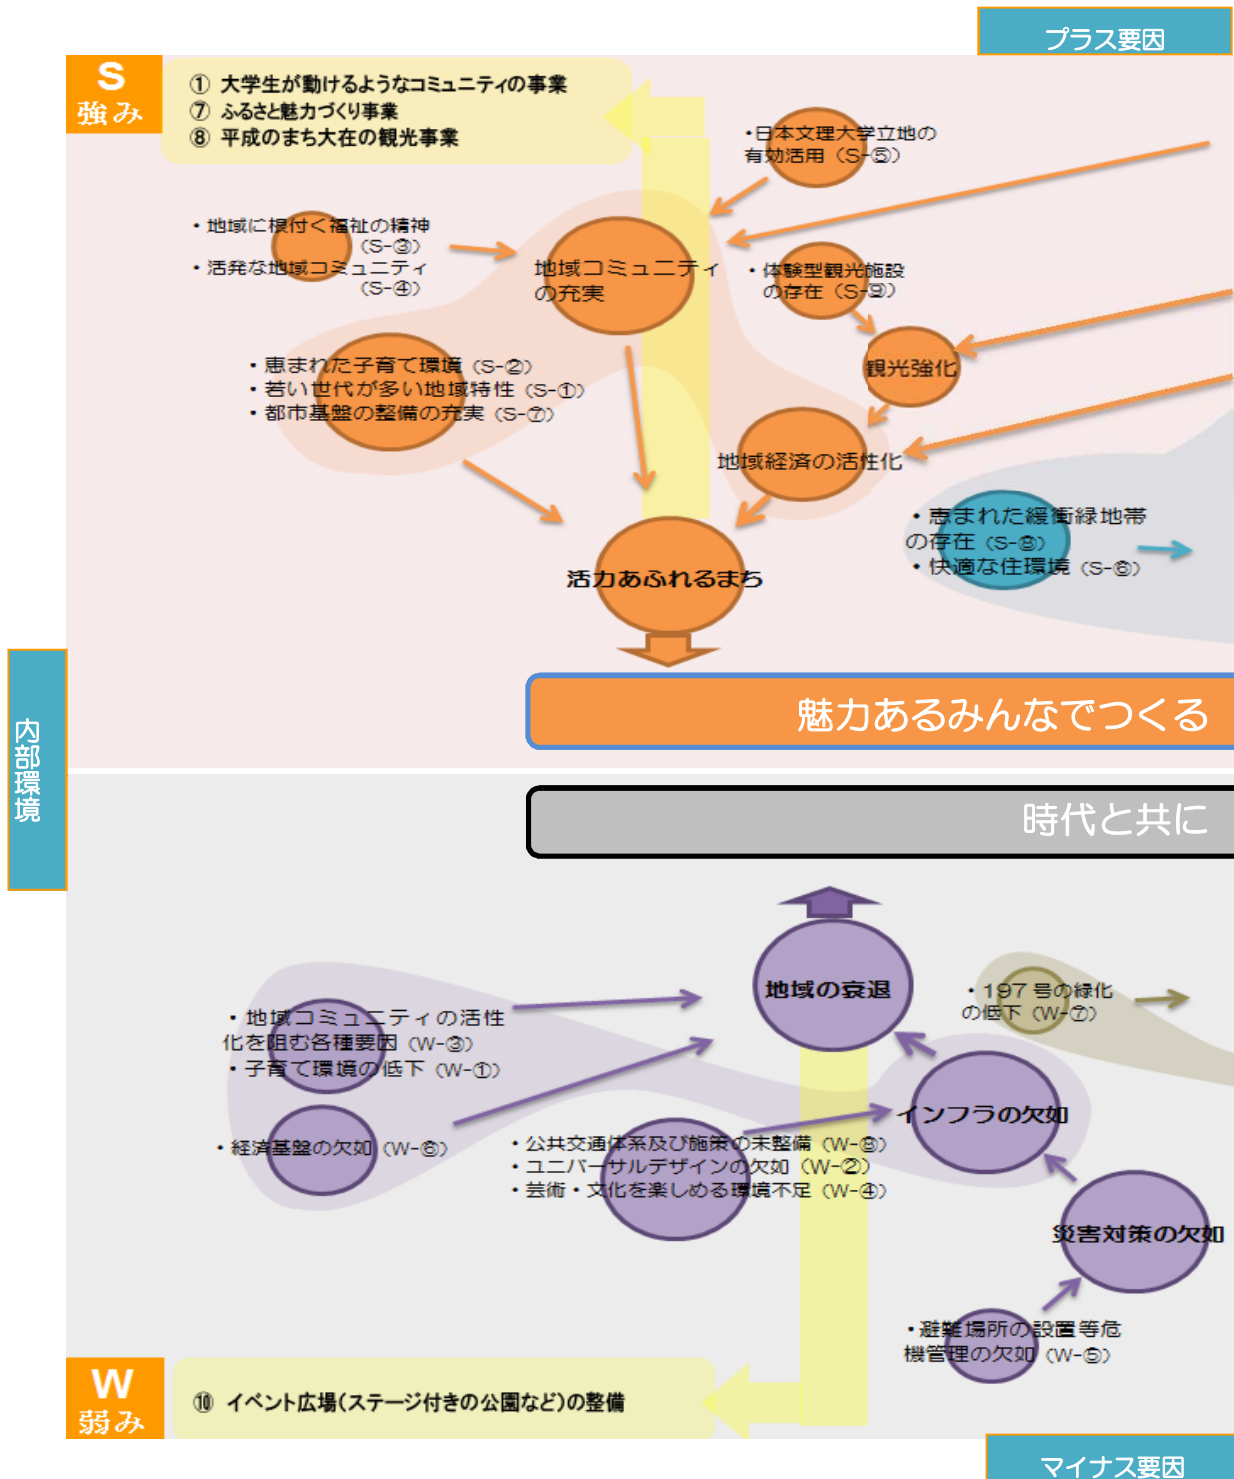 プラス要因
S
強み
① 大学生が動けるようなコミュニティの事業
⑦ ふるさと魅力づくり事業
⑧ 平成のまち大在の観光事業
・日本文理大学立地の
有効活用（S-⑤）
・地域に根付く福祉の精神
（S-③）
・活発な地域コミュニティ
（S-④）
地域コミュニティ
の充実
・体験型観光施設
の存在（S-⑨）
・恵まれた子育て環境（S-②）
・若い世代が多い地域特性（S-①）
・都市基盤の整備の充実（S-⑦）
観光強化
地域経済の活性化
・恵まれた緩衝緑地帯
の存在（S-⑧）
・快適な住環境（S-⑥）
活力あふれるまち
魅力あるみんなでつくる
内部環境
時代と共に
地域の衰退
・197号の緑化
の低下（W-⑦）
・地域コミュニティの活性
化を阻む各種要因（W-③）
・子育て環境の低下（W-①）
インフラの欠如
・経済基盤の欠如（W-⑥）
・公共交通体系及び施策の未整備（W-⑧）
・ユニバーサルデザインの欠如（W-②）
・芸術・文化を楽しめる環境不足（W-④）
災害対策の欠如
・避難場所の設置等危
機管理の欠如（W-⑤）
W
弱み
⑩ イベント広場（ステージ付きの公園など）の整備
マイナス要因